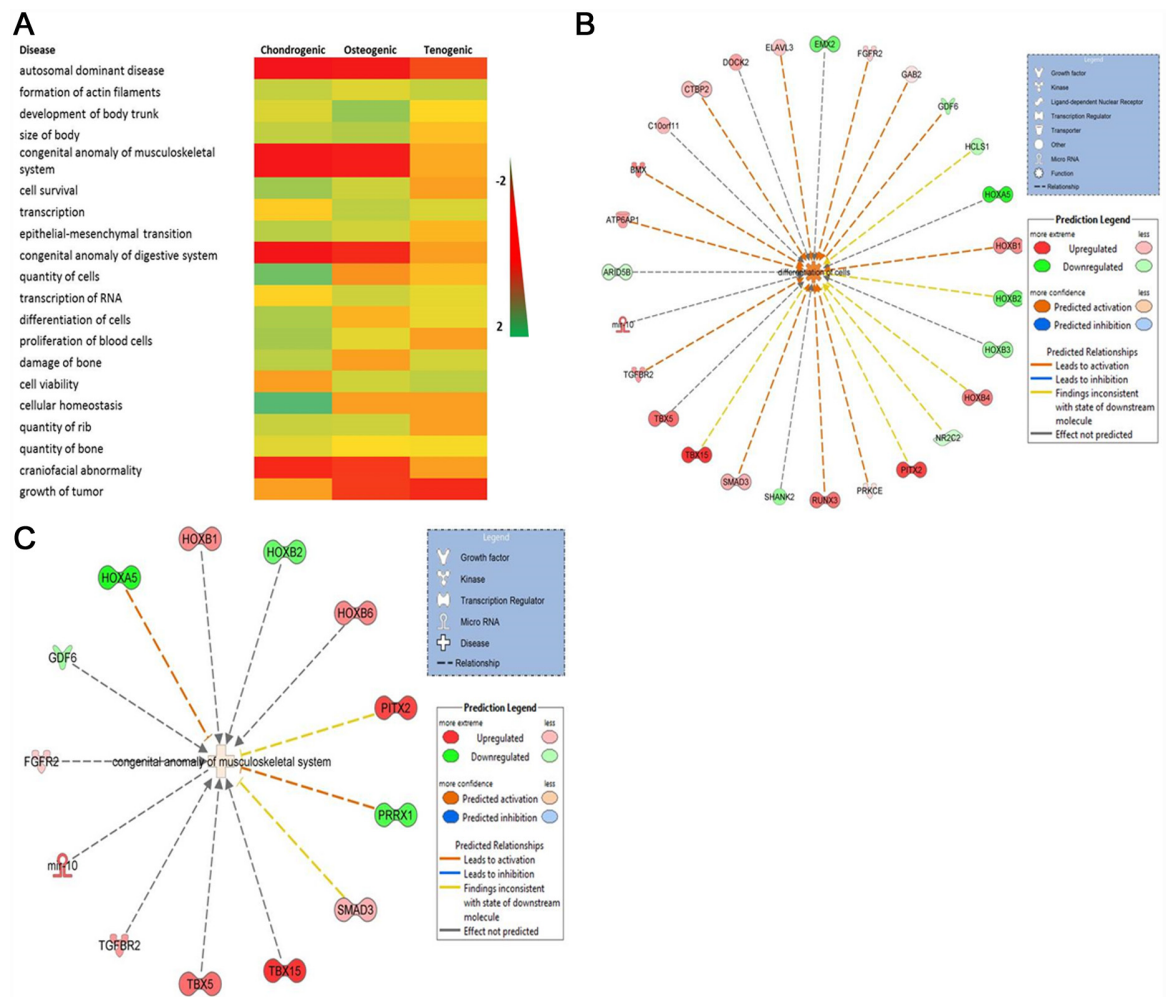 A
Disease
Chondrogenic Osteogenic Tenogenic
autosomal dominant disease
formation of actin filaments
development of body trunk
size of body
congenital anomaly of musculoskeletal
system
cell survival
transcription
epithelial-mesenchymal transition
congenital anomaly of digestive system
quantity of cells
transcription of RNA
differentiation of cells
proliferation of blood cells
damage of bone
cell viability
cellular homeostasis
quantity of rib
quantity of bone
craniofacial abnormality
growth of tumor
-2
2
B
EMX2
FGFR2
GAB2
GDF6
HCLS1
HOXA5
HOXB1
HOXB2
HOXB3
HOXB4
NR2C2
PITX2
PRKCE
RUNX3
SHANK2
SMAD3
TBX15
TBX5
TGFBR2
mir-10
ARID5B
ATP6AP1
BMX
C10orf11
CTBP2
DOCK2
ELAVL3
differentiation of cells
Legend
Growth factor
Kinase
Ligand-dependent Nuclear Receptor
Transcription Regulator
Transporter
Other
Micro RNA
Function
Relationship
Prediction Legend
more extreme less
Upregulated
Downregulated
more confidence less
Predicted activation
Predicted inhibition
Predicted Relationships
Leads to activation
Leads to inhibition
Findings inconsistent
with state of downstream
molecule
Effect not predicted
C
HOXB1
HOXB2
HOXB6
PITX2
PRRX1
SMAD3
TBX15
TBX5
TGFBR2
mir-10
FGFR2
GDF6
HOXA5
congenital anomaly of musculoskeletal system
Legend
Growth factor
Kinase
Transcription Regulator
Micro RNA
Disease
Relationship
Prediction Legend
more extreme less
Upregulated
Downregulated
more confidence less
Predicted activation
Predicted inhibition
Predicted Relationships
Leads to activation
Leads to inhibition
Findings inconsistent
with state of downstream
molecule
Effect not predicted